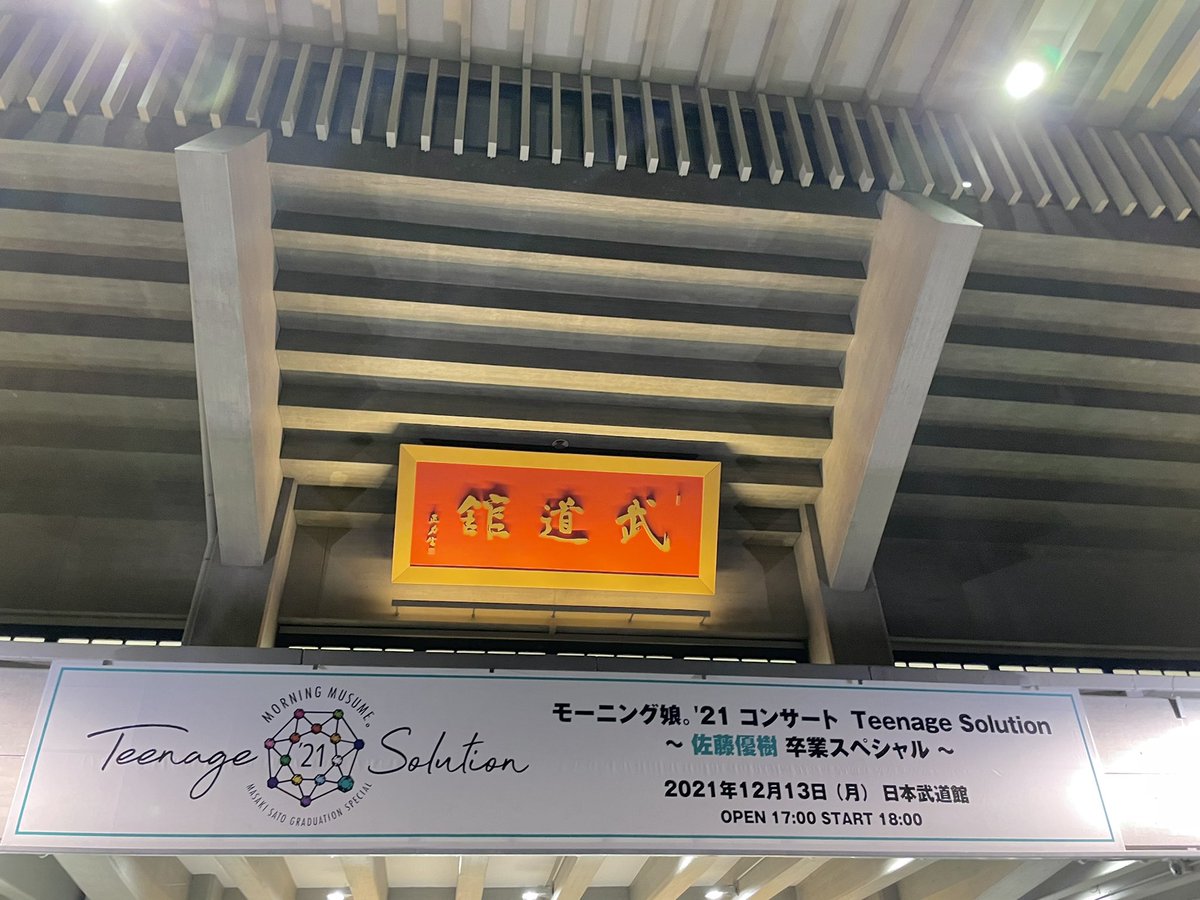 武道館
Teenage Solution
MORNING MUSUME。
'21
MASAKI SATO GRADUATION SPECIAL
モーニング娘。'21 コンサート Teenage Solution
～ 佐藤優樹 卒業スペシャル ～
2021年12月13日（月） 日本武道館
OPEN 17:00 START 18:00